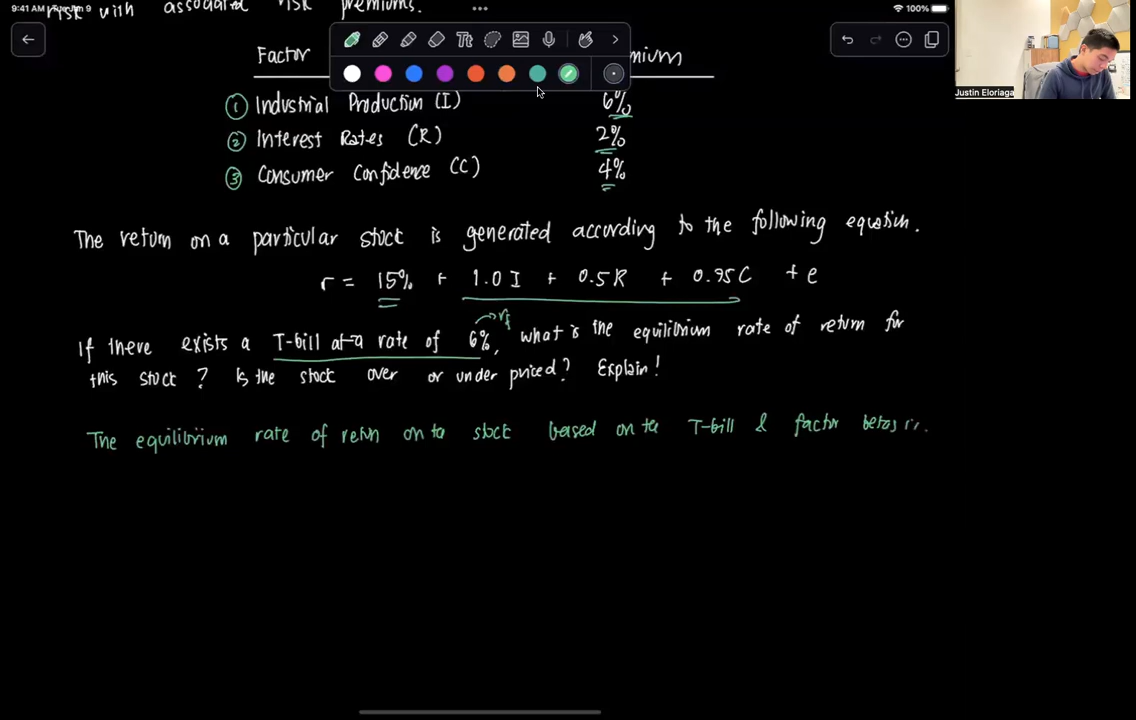 9:41 AM Tue Jun 9
100%
risk with associated risk premiums.
Factor
mium
Tt
Justin Eloriaga
① Industrial Production (I) 6%
② Interest Rates (R) 2%
③ Consumer Confidence (C) 4%
The return on a particular stock is generated according to the following equation.
r = 15% + 1.0 I + 0.5 R + 0.75 C + e
rf
If there exists a T-bill at a rate of 6%, what is the equilibrium rate of return for
this stock? Is the stock over or under priced? Explain!
The equilibrium rate of return on the stock based on the T-bill & factor betas is.